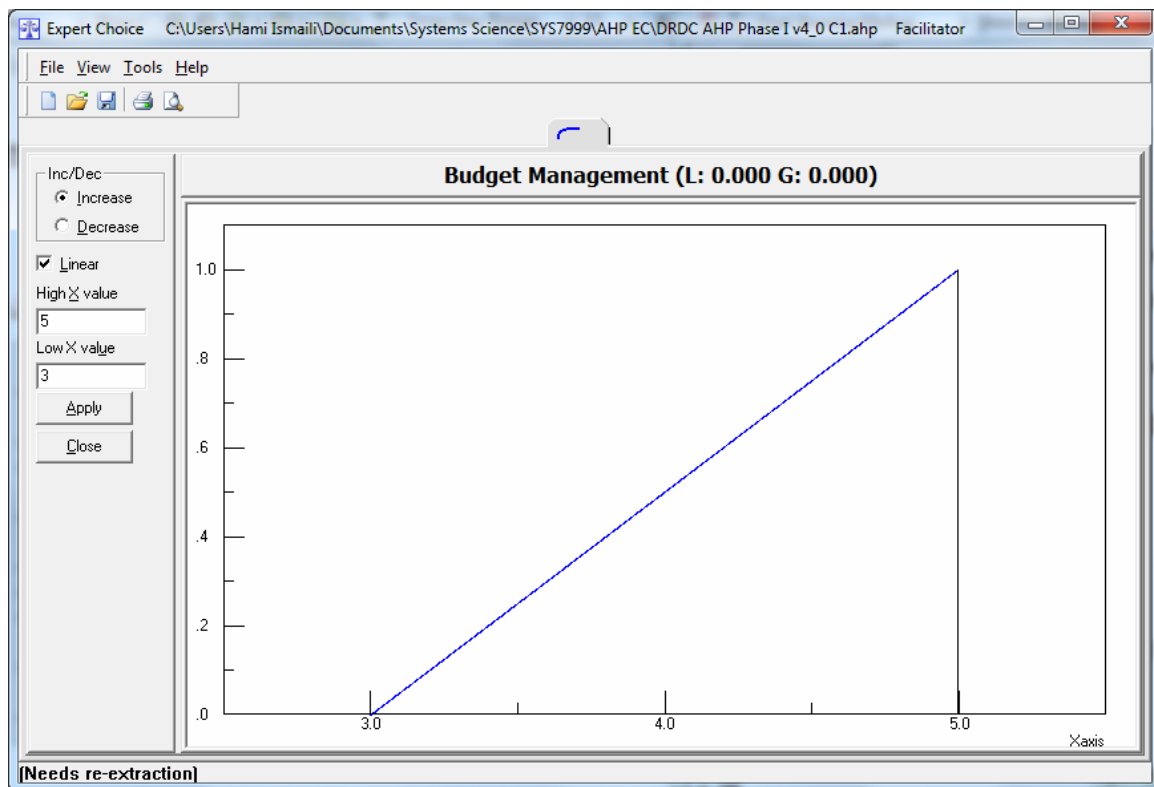 Expert Choice C:\Users\Hami Ismaili\Documents\Systems Science\SYS7999\AHP EC\DRDC AHP Phase I v4_0 C1.ahp Facilitator
File View Tools Help
Inc/Dec
Increase
Decrease
Linear
High X value
5
Low X value
3
Apply
Close
Budget Management (L: 0.000 G: 0.000)
1.0
.8
.6
.4
.2
.0
3.0 4.0 5.0
Xaxis
(Needs re-extraction)